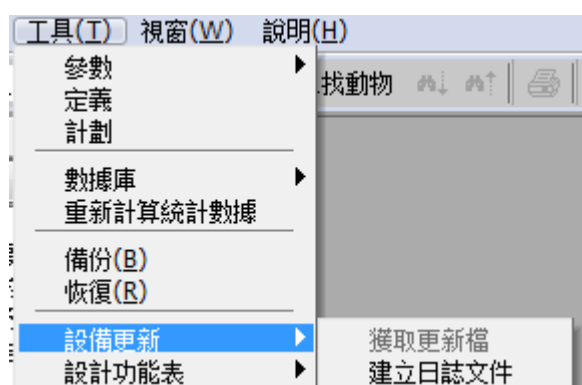 工具(T) 視窗(W) 說明(H)
參數
找動物
定義
計劃
數據庫
重新計算統計數據
備份(B)
恢復(R)
設備更新
獲取更新檔
設計功能表
建立日誌文件